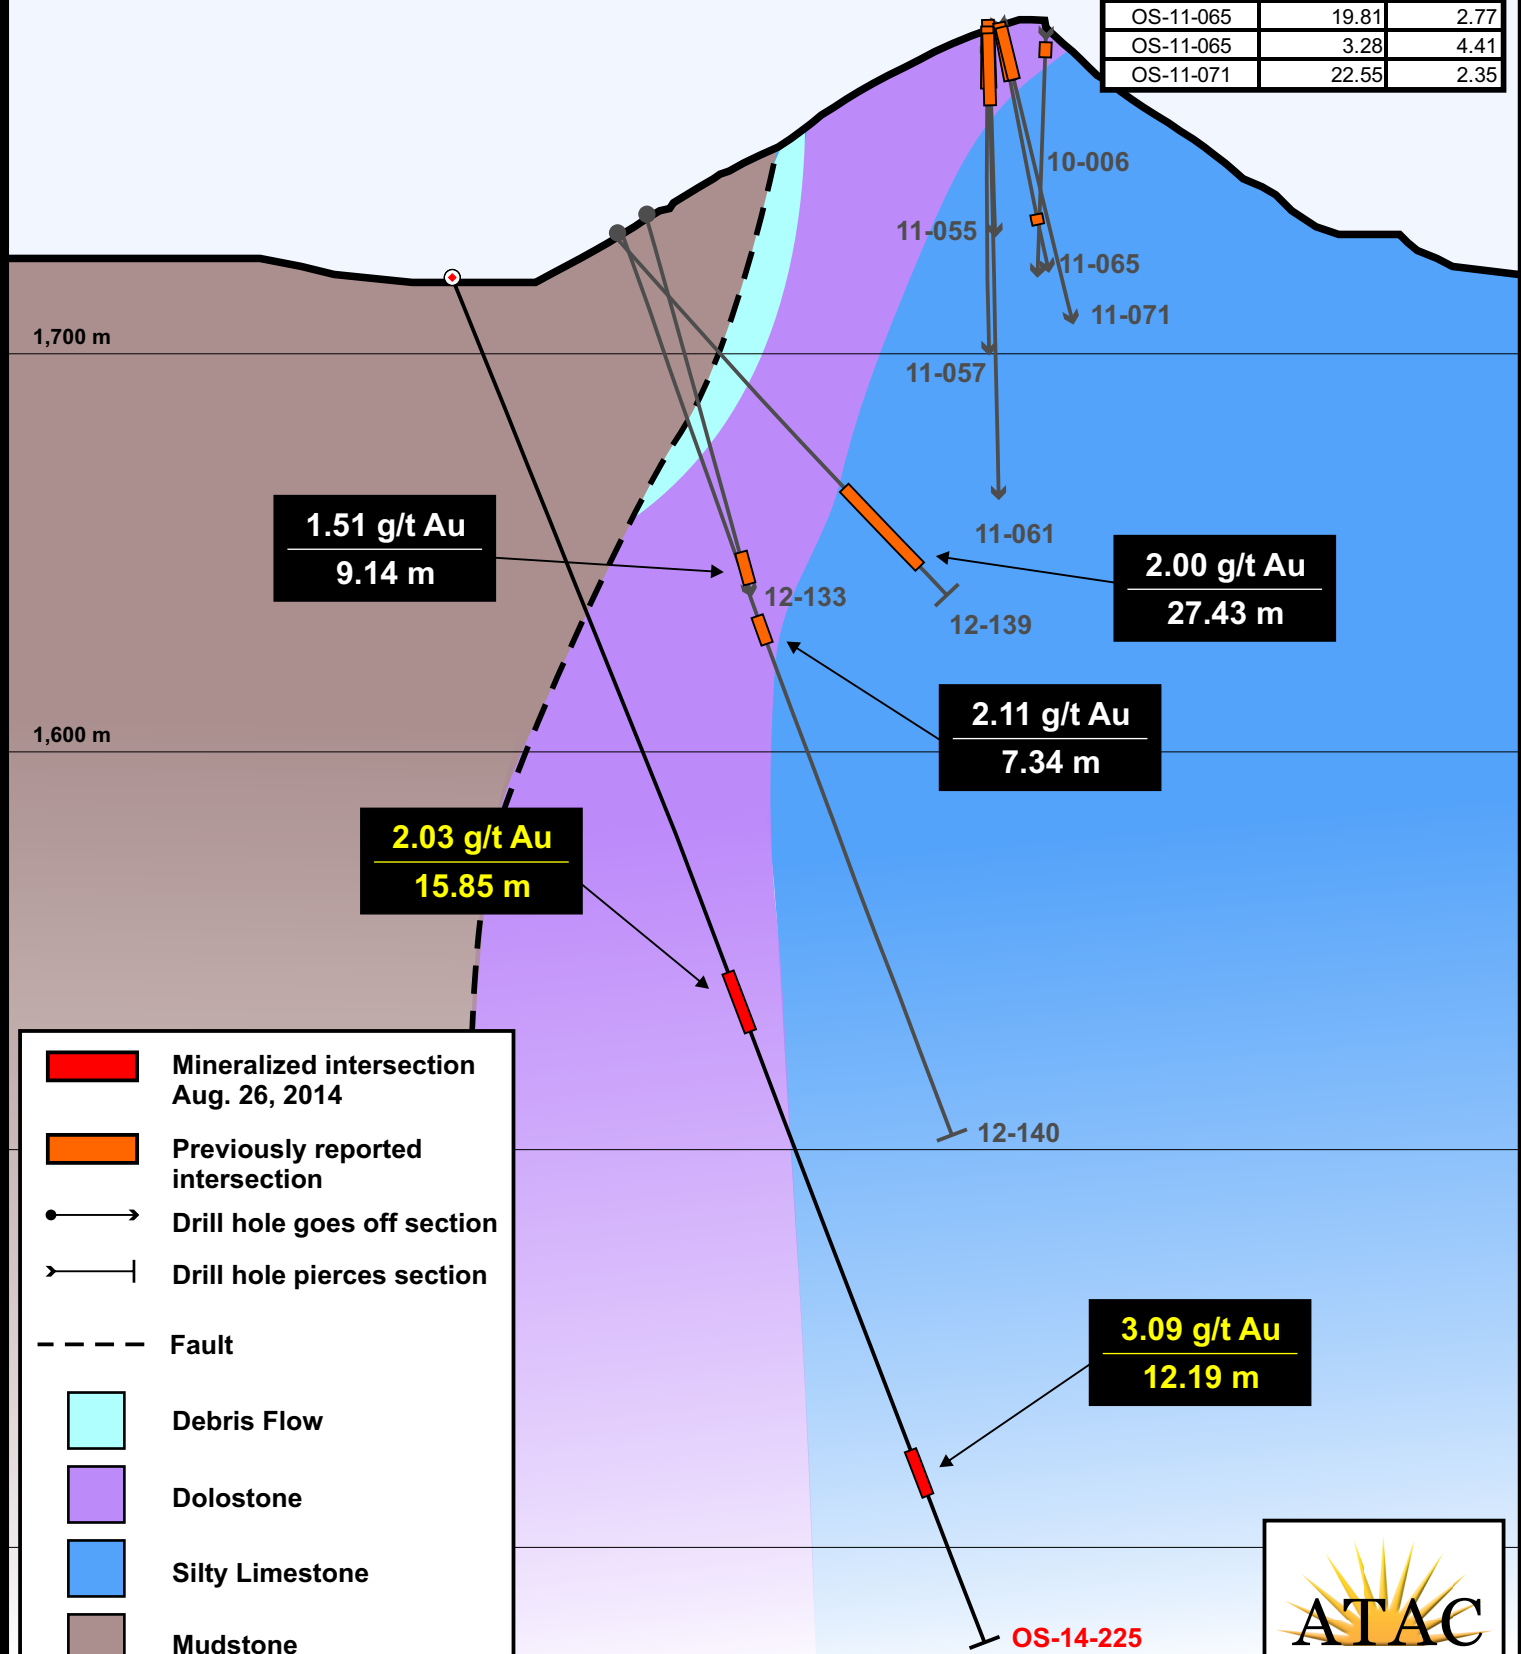 OS-11-065 19.81 2.77
OS-11-065 3.28 4.41
OS-11-071 22.55 2.35
10-006
11-055
11-065
11-071
1,700 m
11-057
1.51 g/t Au
9.14 m
11-061
2.00 g/t Au
27.43 m
12-133
12-139
2.11 g/t Au
7.34 m
1,600 m
2.03 g/t Au
15.85 m
12-140
3.09 g/t Au
12.19 m
OS-14-225
Mineralized intersection
Aug. 26, 2014
Previously reported
intersection
Drill hole goes off section
Drill hole pierces section
Fault
Debris Flow
Dolostone
Silty Limestone
Mudstone
ATAC